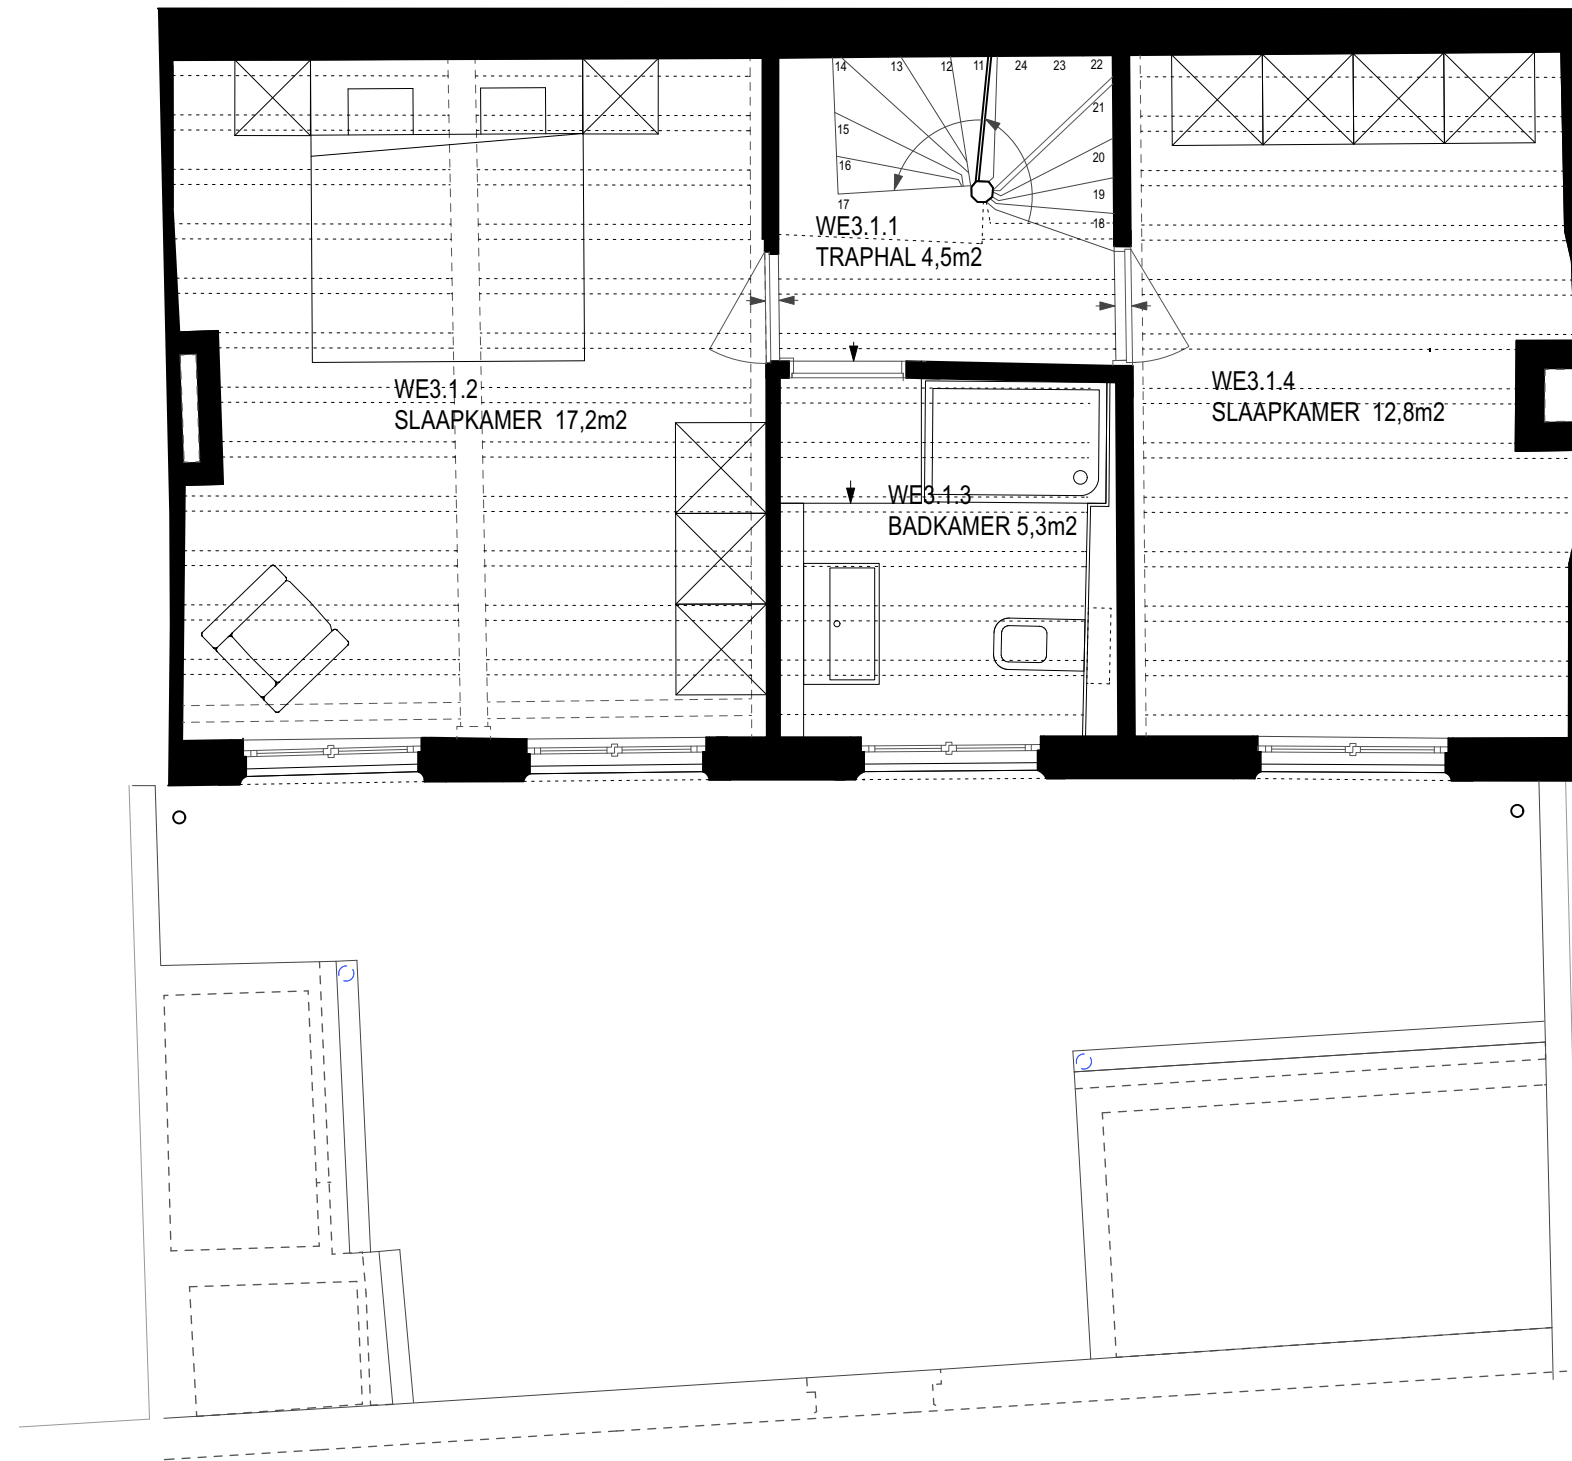 14 13 12 11 24 23 22
21
15
20
16
19
17
18
WE3.1.1
TRAPHAL 4,5m2
WE3.1.2
SLAAPKAMER 17,2m2
WE3.1.4
SLAAPKAMER 12,8m2
WE3.1.3
BADKAMER 5,3m2